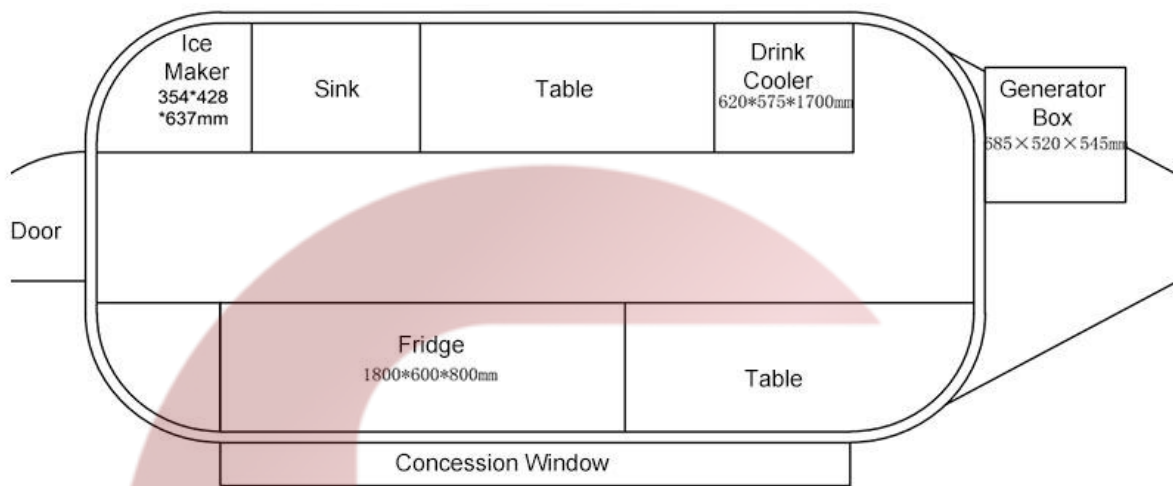 Ice
Maker
354*428
*637mm
Sink
Table
Drink
Cooler
620*575*1700mm
Generator
Box
685×520×545mm
Door
Fridge
1800*600*800mm
Table
Concession Window